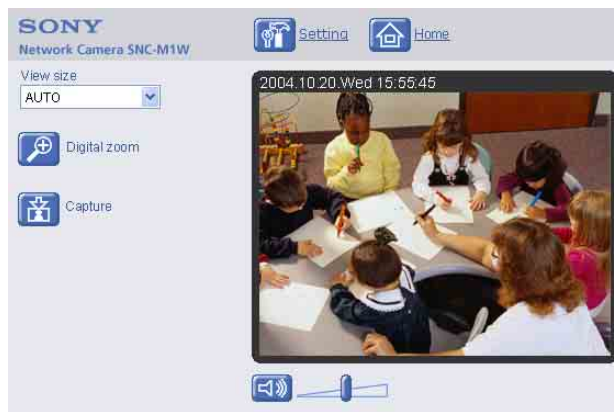 SONY
Network Camera SNC-M1W
Setting
Home
View size
AUTO
Digital zoom
Capture
2004.10.20.Wed 15:55:45